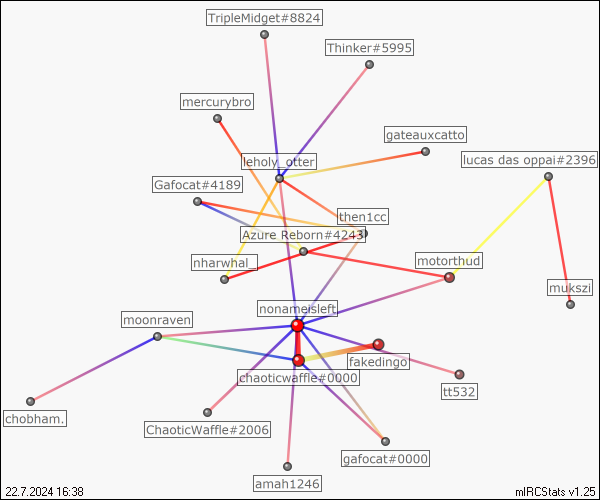 TripleMidget#8824
Thinker#5995
mercurybro
gateauxcatto
leholy_otter
lucas das oppai#2396
Gafocat#4189
then1cc
Azure Reborn#4243
nharwhal_
motorthud
mukszi
nonameisleft
moonraven
fakedingo
chaoticwaffle#0000
tt532
chobham.
ChaoticWaffle#2006
gafocat#0000
amah1246
22.7.2024 16:38
mIRCStats v1.25